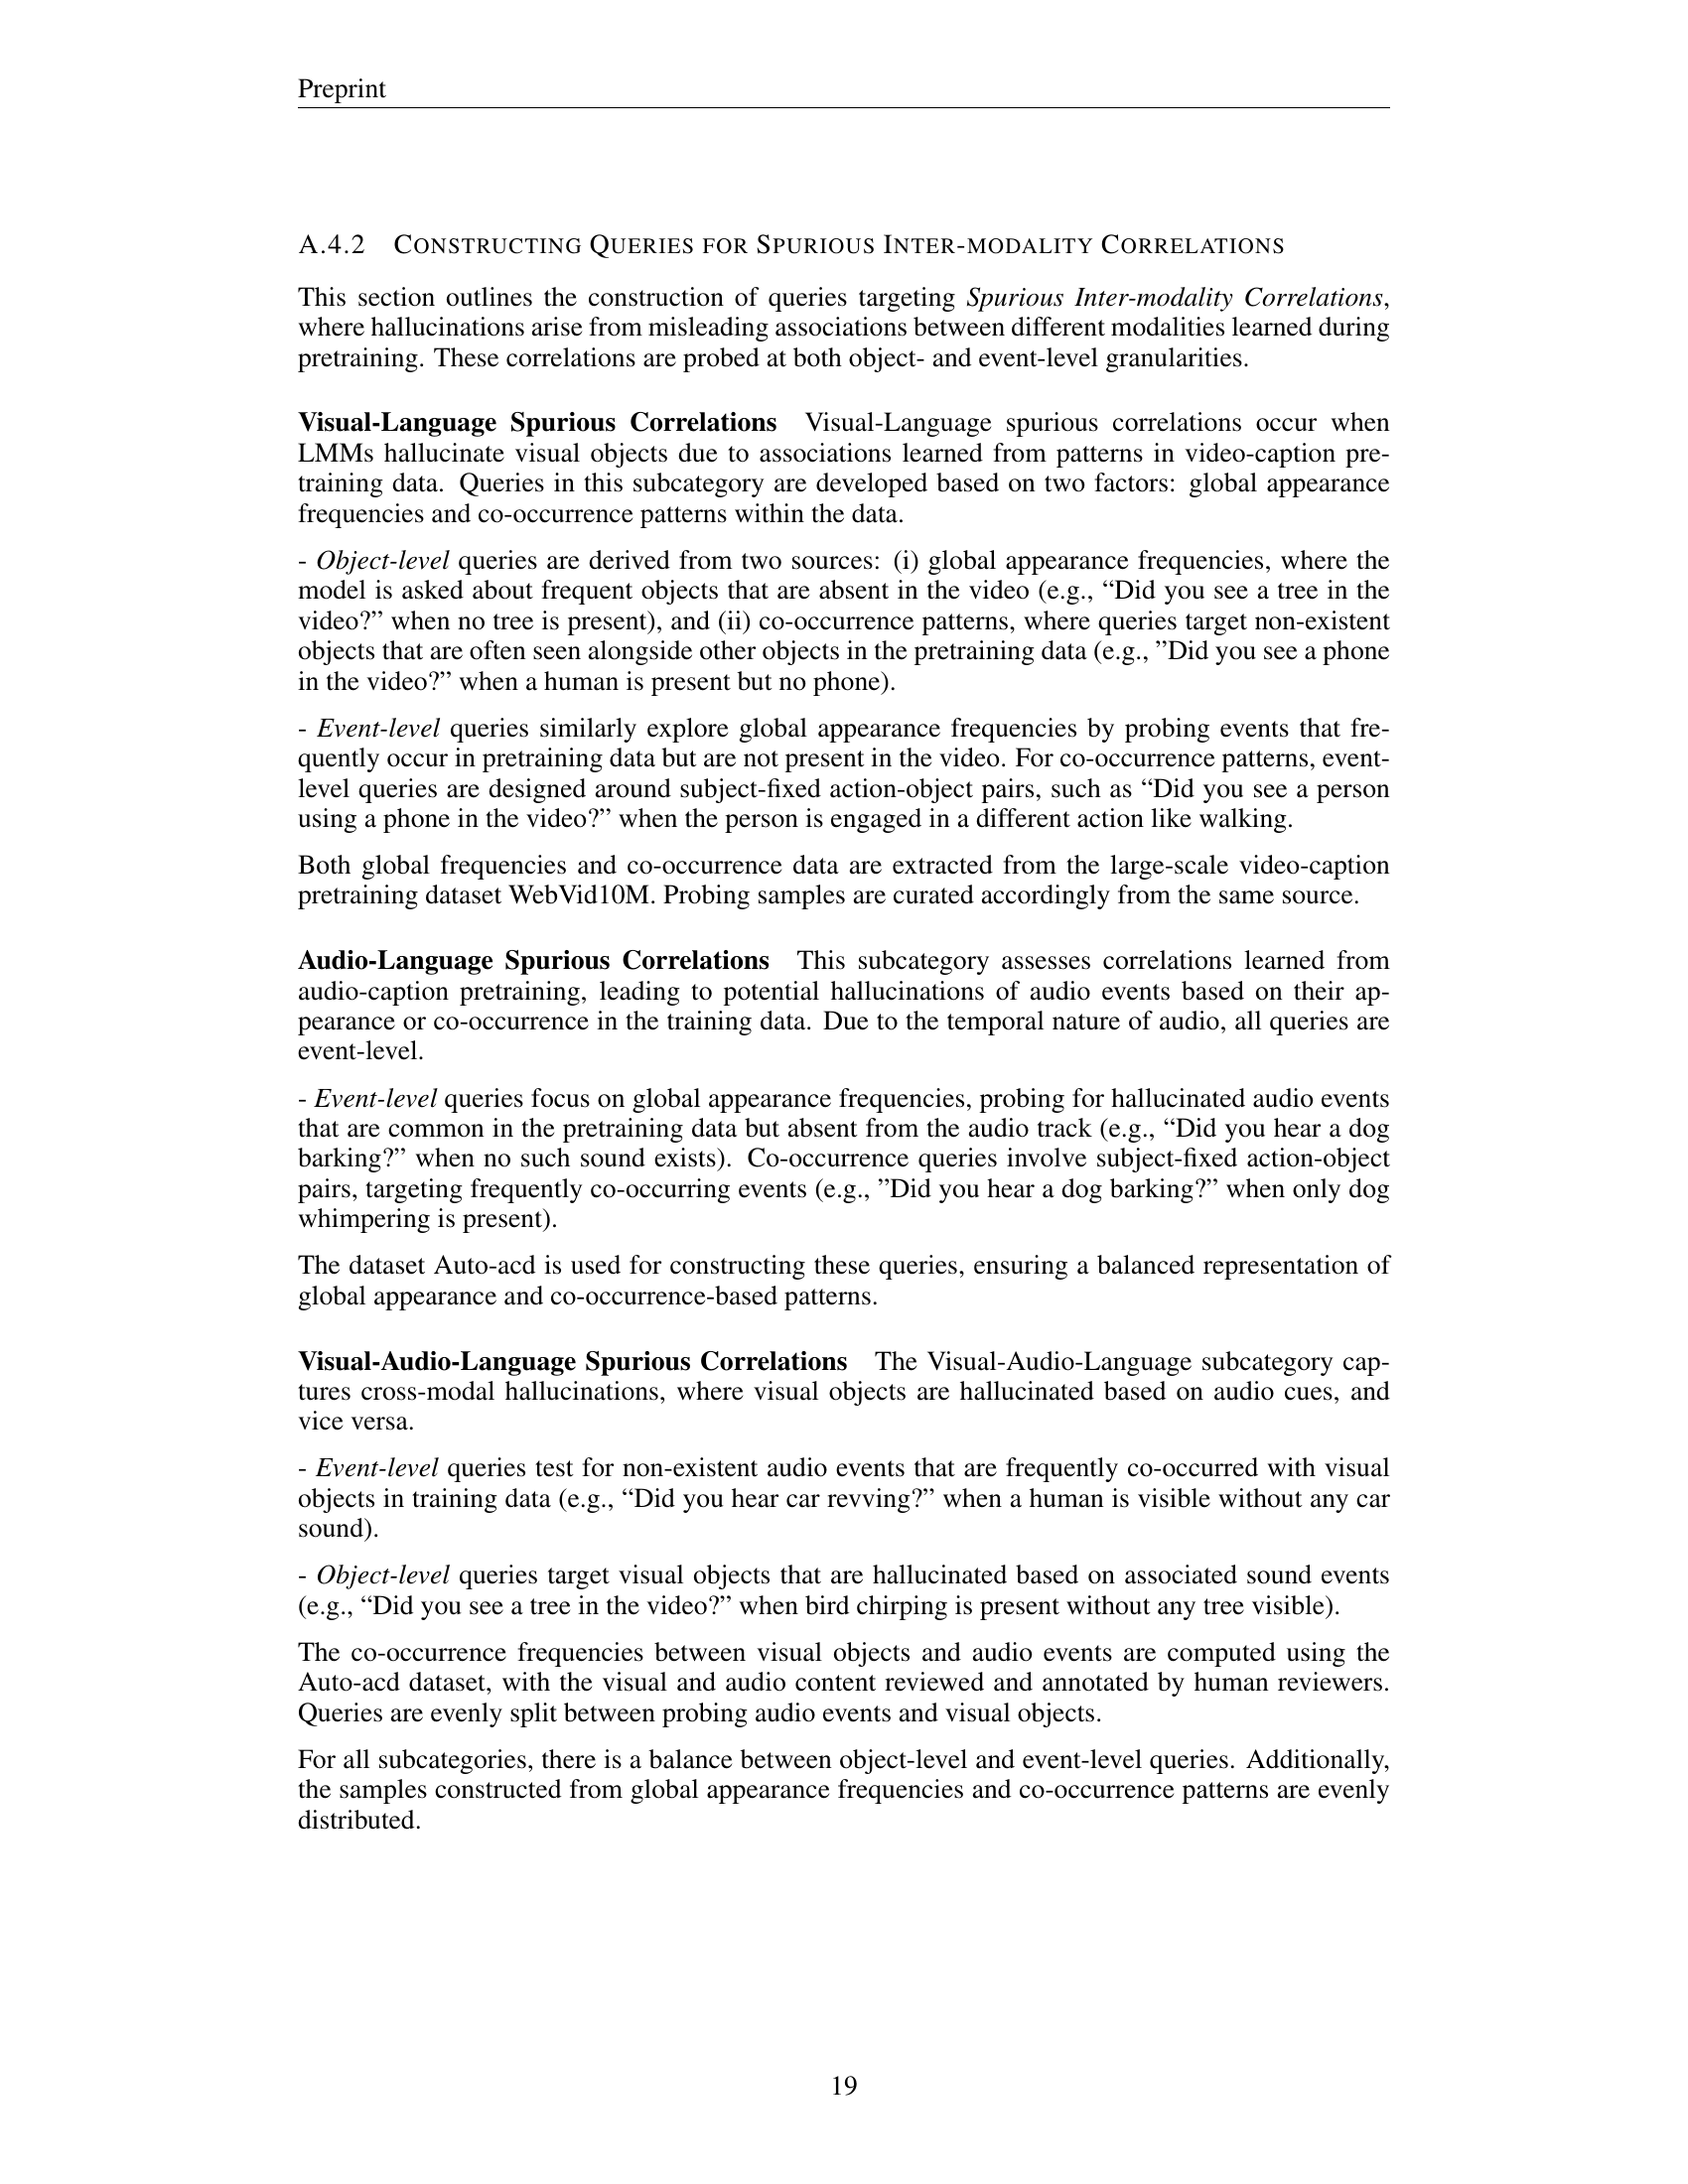 Preprint
A.4.2 CONSTRUCTING QUERIES FOR SPURIOUS INTER-MODALITY CORRELATIONS
This section outlines the construction of queries targeting Spurious Inter-modality Correlations,
where hallucinations arise from misleading associations between different modalities learned during
pretraining. These correlations are probed at both object- and event-level granularities.
Visual-Language Spurious Correlations Visual-Language spurious correlations occur when
LMMs hallucinate visual objects due to associations learned from patterns in video-caption pre-
training data. Queries in this subcategory are developed based on two factors: global appearance
frequencies and co-occurrence patterns within the data.
- Object-level queries are derived from two sources: (i) global appearance frequencies, where the
model is asked about frequent objects that are absent in the video (e.g., “Did you see a tree in the
video?” when no tree is present), and (ii) co-occurrence patterns, where queries target non-existent
objects that are often seen alongside other objects in the pretraining data (e.g., ”Did you see a phone
in the video?” when a human is present but no phone).
- Event-level queries similarly explore global appearance frequencies by probing events that fre-
quently occur in pretraining data but are not present in the video. For co-occurrence patterns, event-
level queries are designed around subject-fixed action-object pairs, such as “Did you see a person
using a phone in the video?” when the person is engaged in a different action like walking.
Both global frequencies and co-occurrence data are extracted from the large-scale video-caption
pretraining dataset WebVid10M. Probing samples are curated accordingly from the same source.
Audio-Language Spurious Correlations This subcategory assesses correlations learned from
audio-caption pretraining, leading to potential hallucinations of audio events based on their ap-
pearance or co-occurrence in the training data. Due to the temporal nature of audio, all queries are
event-level.
- Event-level queries focus on global appearance frequencies, probing for hallucinated audio events
that are common in the pretraining data but absent from the audio track (e.g., “Did you hear a dog
barking?” when no such sound exists). Co-occurrence queries involve subject-fixed action-object
pairs, targeting frequently co-occurring events (e.g., ”Did you hear a dog barking?” when only dog
whimpering is present).
The dataset Auto-acd is used for constructing these queries, ensuring a balanced representation of
global appearance and co-occurrence-based patterns.
Visual-Audio-Language Spurious Correlations The Visual-Audio-Language subcategory cap-
tures cross-modal hallucinations, where visual objects are hallucinated based on audio cues, and
vice versa.
- Event-level queries test for non-existent audio events that are frequently co-occurred with visual
objects in training data (e.g., “Did you hear car revving?” when a human is visible without any car
sound).
- Object-level queries target visual objects that are hallucinated based on associated sound events
(e.g., “Did you see a tree in the video?” when bird chirping is present without any tree visible).
The co-occurrence frequencies between visual objects and audio events are computed using the
Auto-acd dataset, with the visual and audio content reviewed and annotated by human reviewers.
Queries are evenly split between probing audio events and visual objects.
For all subcategories, there is a balance between object-level and event-level queries. Additionally,
the samples constructed from global appearance frequencies and co-occurrence patterns are evenly
distributed.
19